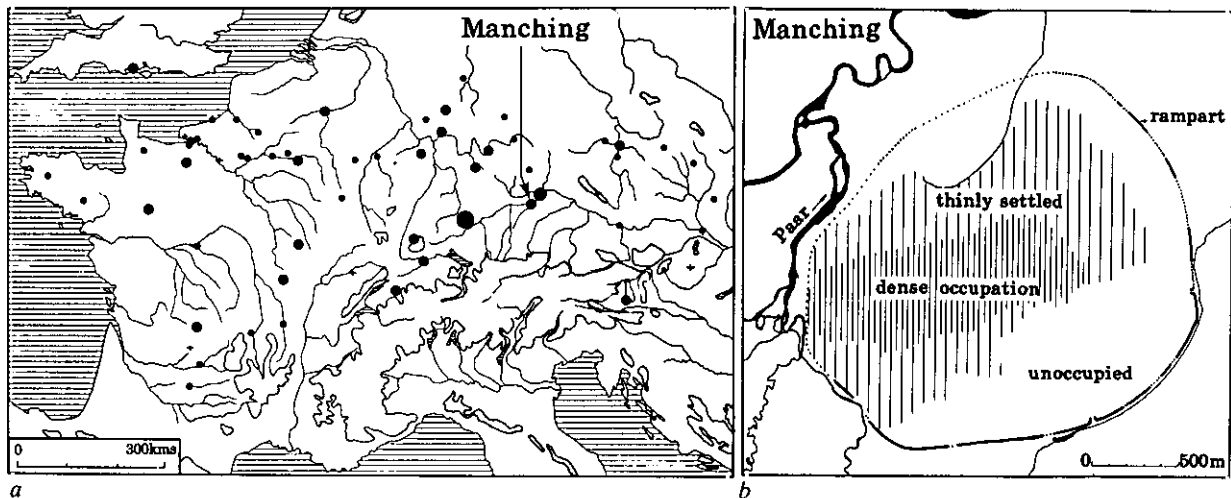 Manching
0 300kms
a
Manching
rampart
thinly settled
Paar
dense occupation
unoccupied
0 500m
b